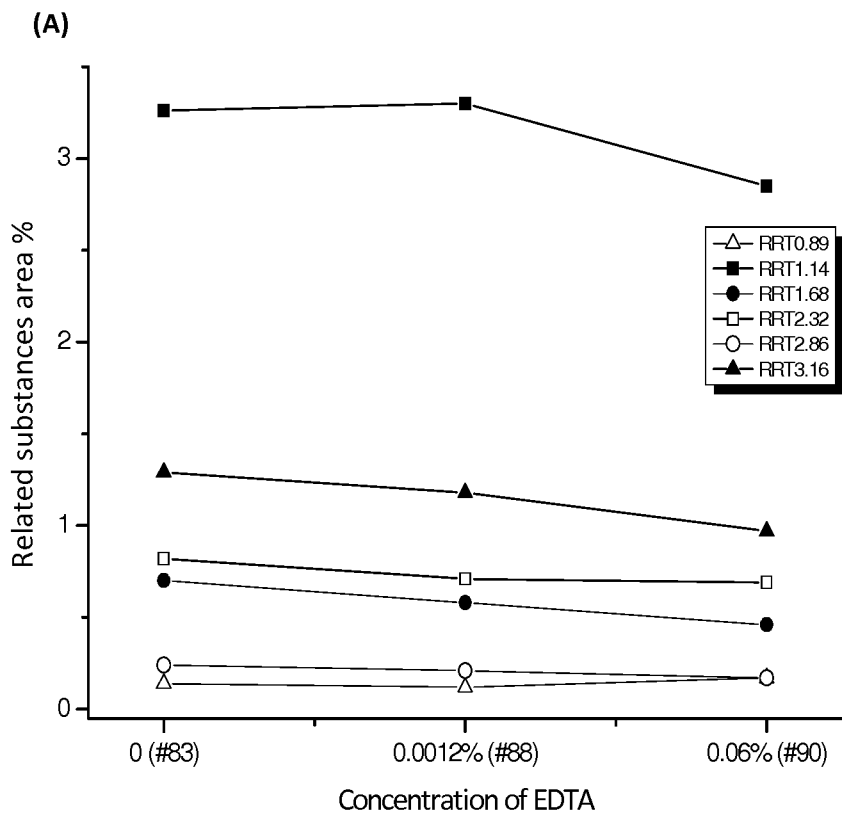 (A)
Related substances area %
3
2
1
0
RRT0.89
RRT1.14
RRT1.68
RRT2.32
RRT2.86
RRT3.16
0 (#83) 0.0012% (#88) 0.06% (#90)
Concentration of EDTA